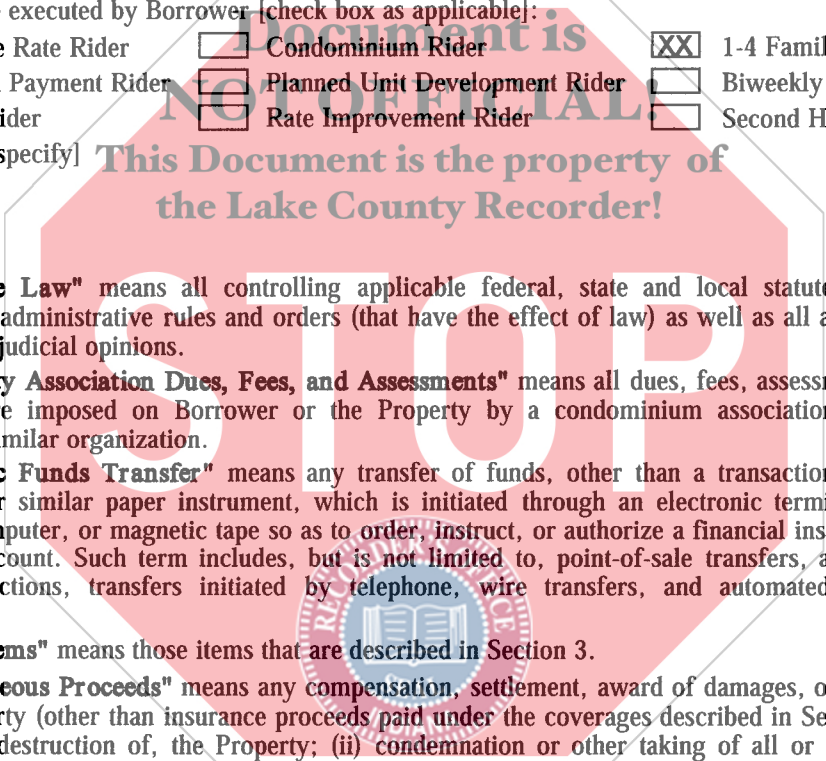 executed by Borrower [check box as applicable]:
Document is
Rate Rider Condominium Rider XX 1-4 Famil
Payment Rider Planned Unit Development Rider Biweekly
NOT OFFICIAL!
ider Rate Improvement Rider Second H
specify]
This Document is the property of
the Lake County Recorder!
e Law" means all controlling applicable federal, state and local statute
administrative rules and orders (that have the effect of law) as well as all a
judicial opinions.
y Association Dues, Fees, and Assessments" means all dues, fees, assessm
e imposed on Borrower or the Property by a condominium association
milar organization.
c Funds Transfer" means any transfer of funds, other than a transaction
r similar paper instrument, which is initiated through an electronic termi
puter, or magnetic tape so as to order, instruct, or authorize a financial ins
count. Such term includes, but is not limited to, point-of-sale transfers, a
ctions, transfers initiated by telephone, wire transfers, and automated
ems" means those items that are described in Section 3.
eous Proceeds" means any compensation, settlement, award of damages, o
rty (other than insurance proceeds paid under the coverages described in Se
destruction of, the Property; (ii) condemnation or other taking of all or
STOP
RECORDER'S OFFICE
SEAL
INDIANA